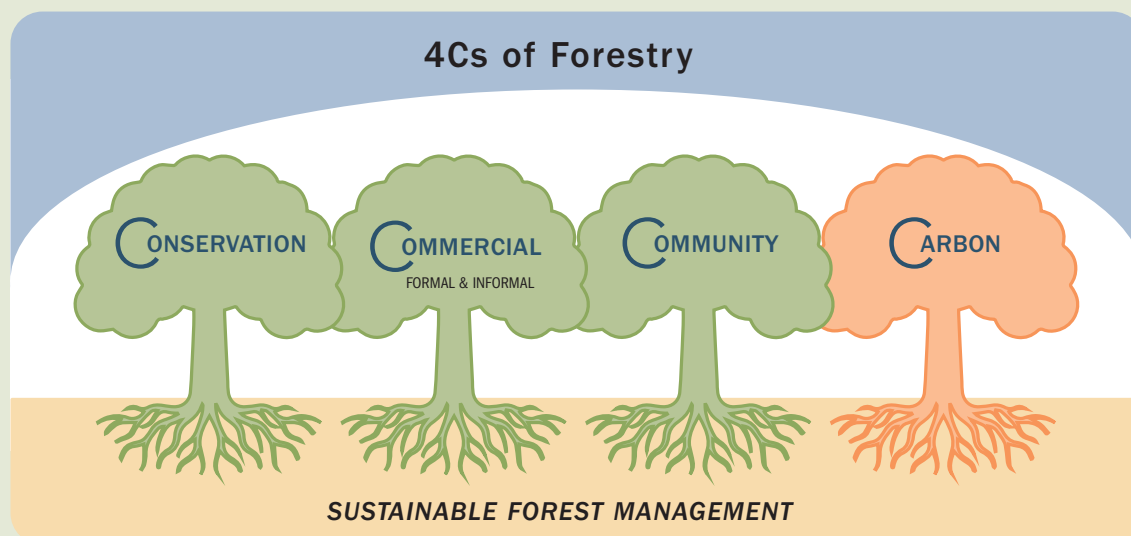 4Cs of Forestry
CONSERVATION
COMMERCIAL
FORMAL & INFORMAL
COMMUNITY
CARBON
SUSTAINABLE FOREST MANAGEMENT